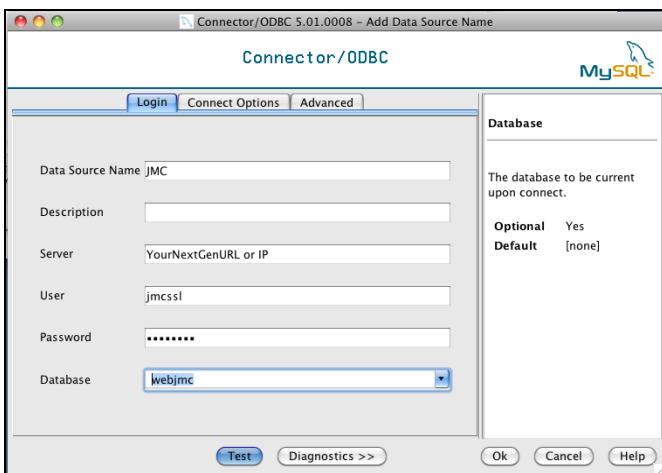 Connector/ODBC 5.01.0008 – Add Data Source Name
Connector/ODBC
MySQL
Login Connect Options Advanced
Data Source Name JMC
Description
Server YourNextGenURL or IP
User jmcssl
Password ••••••••
Database webjmc
Database
The database to be current
upon connect.
Optional Yes
Default [none]
Test Diagnostics >> Ok Cancel Help